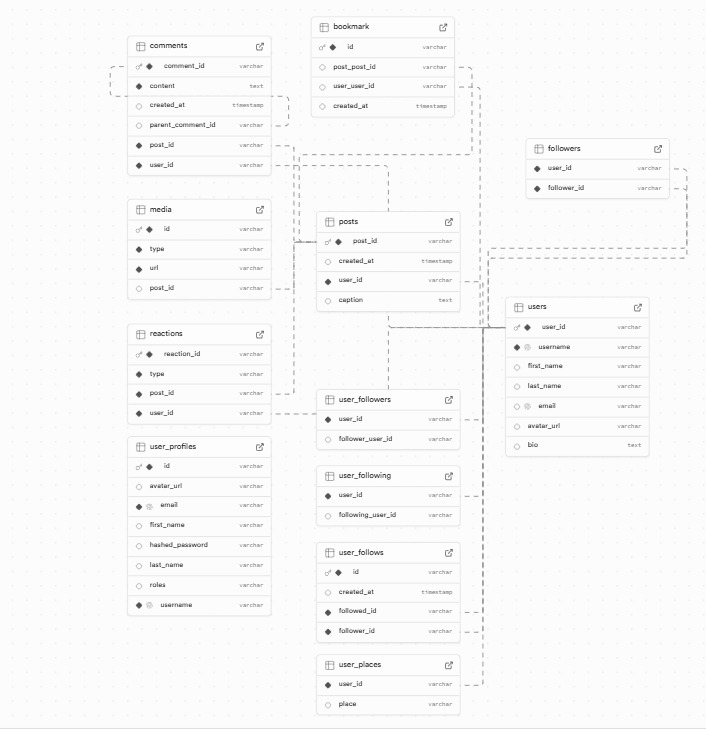 comments
comment_id varchar
content text
created_at timestamp
parent_comment_id varchar
post_id varchar
user_id varchar
bookmark
id varchar
post_post_id varchar
user_user_id varchar
created_at timestamp
followers
user_id varchar
follower_id varchar
media
id varchar
type varchar
url varchar
post_id varchar
posts
post_id varchar
created_at timestamp
user_id varchar
caption text
users
user_id varchar
username varchar
first_name varchar
last_name varchar
email varchar
avatar_url varchar
bio text
reactions
reaction_id varchar
type varchar
post_id varchar
user_id varchar
user_followers
user_id varchar
follower_user_id varchar
user_profiles
id varchar
avatar_url varchar
email varchar
first_name varchar
hashed_password varchar
last_name varchar
roles varchar
username varchar
user_following
user_id varchar
following_user_id varchar
user_follows
id varchar
created_at timestamp
followed_id varchar
follower_id varchar
user_places
user_id varchar
place varchar